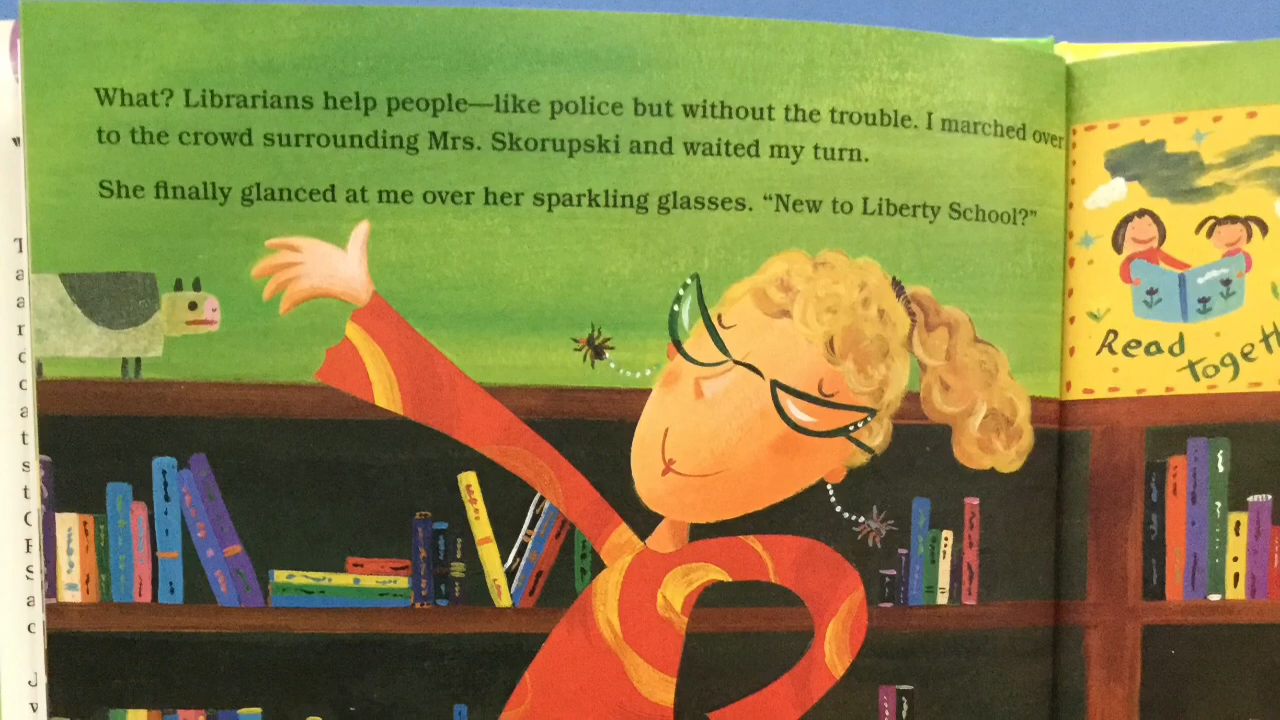 What? Librarians help people—like police but without the trouble. I marched over
to the crowd surrounding Mrs. Skorupski and waited my turn.
She finally glanced at me over her sparkling glasses. “New to Liberty School?”
Read